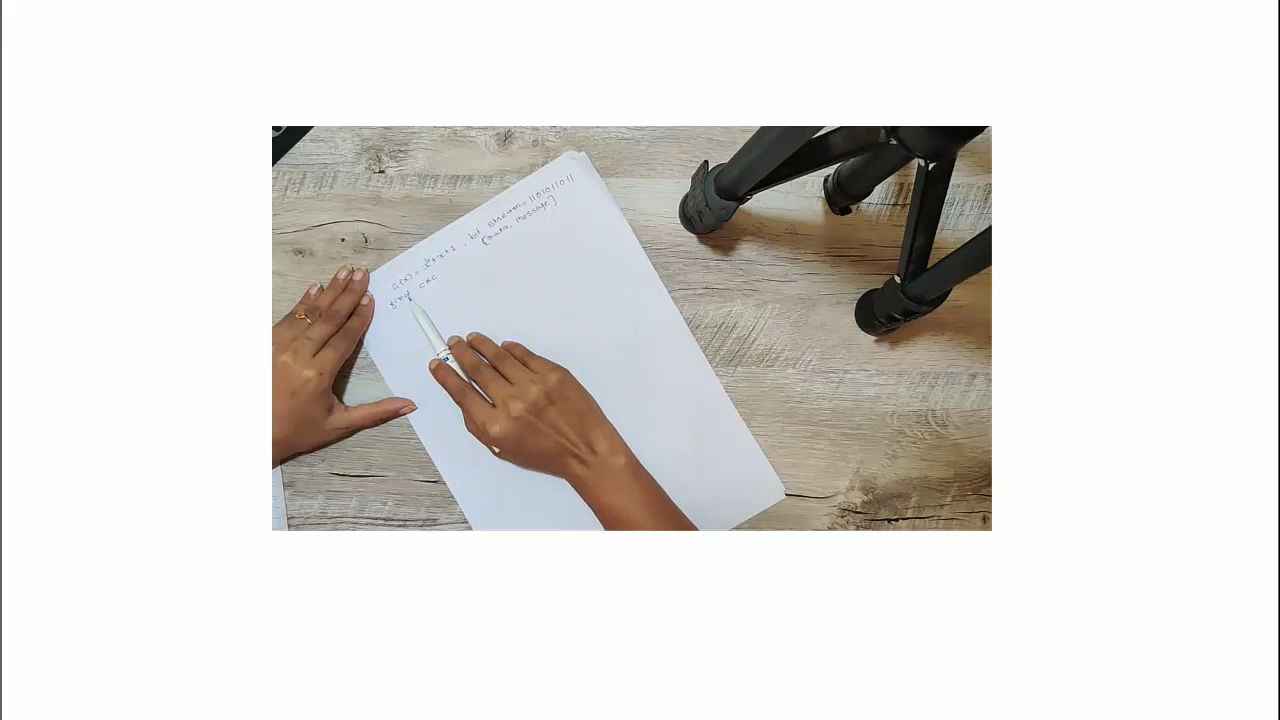 G(x) = x⁴+x+1, bit stream = 1101011011
[Data, Message]
find CRC